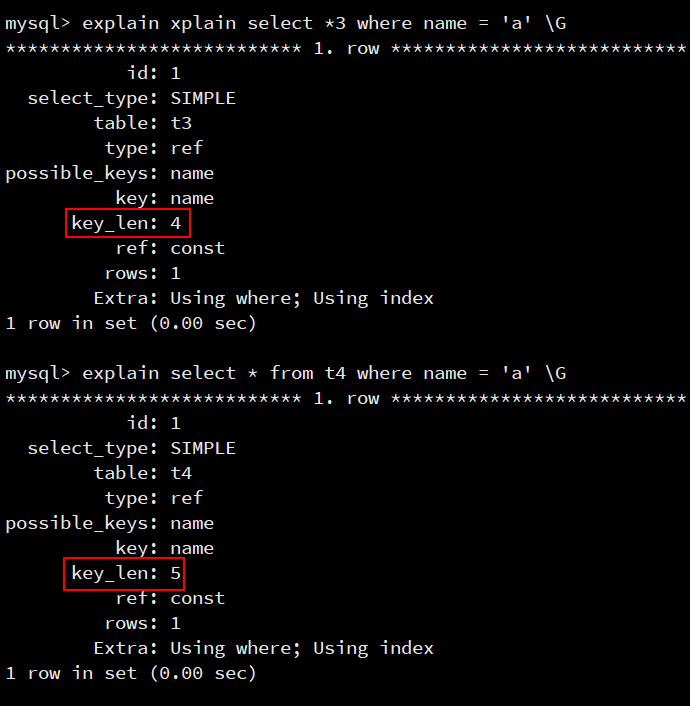 mysql> explain xplain select *3 where name = 'a' \G
*************************** 1. row ***************************
id: 1
select_type: SIMPLE
table: t3
type: ref
possible_keys: name
key: name
key_len: 4
ref: const
rows: 1
Extra: Using where; Using index
1 row in set (0.00 sec)
mysql> explain select * from t4 where name = 'a' \G
*************************** 1. row ***************************
id: 1
select_type: SIMPLE
table: t4
type: ref
possible_keys: name
key: name
key_len: 5
ref: const
rows: 1
Extra: Using where; Using index
1 row in set (0.00 sec)